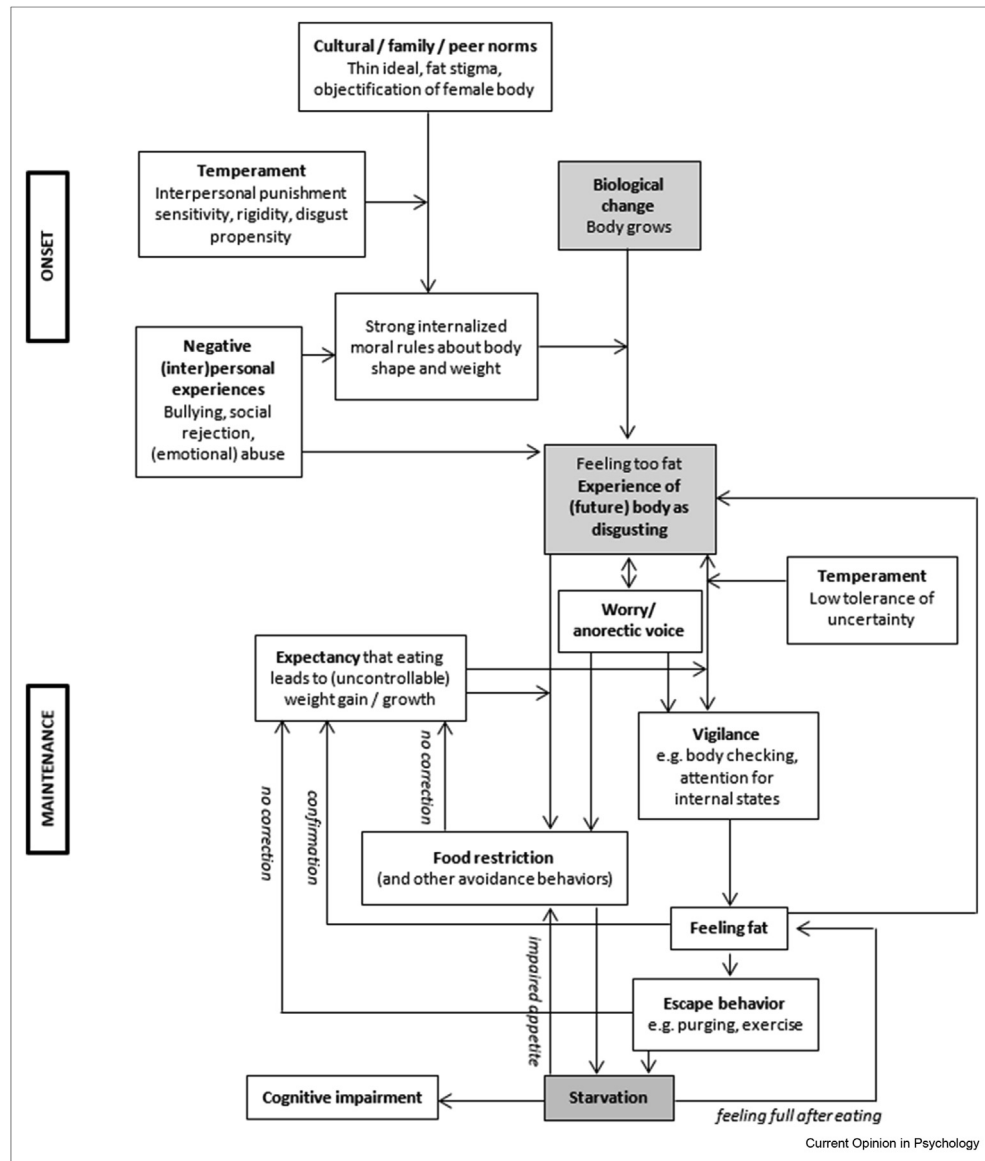 Cultural / family / peer norms
Thin ideal, fat stigma,
objectification of female body
ONSET
Temperament
Interpersonal punishment
sensitivity, rigidity, disgust
propensity
Biological
change
Body grows
Strong internalized
moral rules about body
shape and weight
Negative
(inter)personal
experiences
Bullying, social
rejection,
(emotional) abuse
Feeling too fat
Experience of
(future) body as
disgusting
Temperament
Low tolerance of
uncertainty
Worry/
anorectic voice
MAINTENANCE
Expectancy that eating
leads to (uncontrollable)
weight gain / growth
Vigilance
e.g. body checking,
attention for
internal states
no correction
confirmation
no correction
Food restriction
(and other avoidance behaviors)
Feeling fat
impaired appetite
Escape behavior
e.g. purging, exercise
Cognitive impairment
Starvation
feeling full after eating
Current Opinion in Psychology